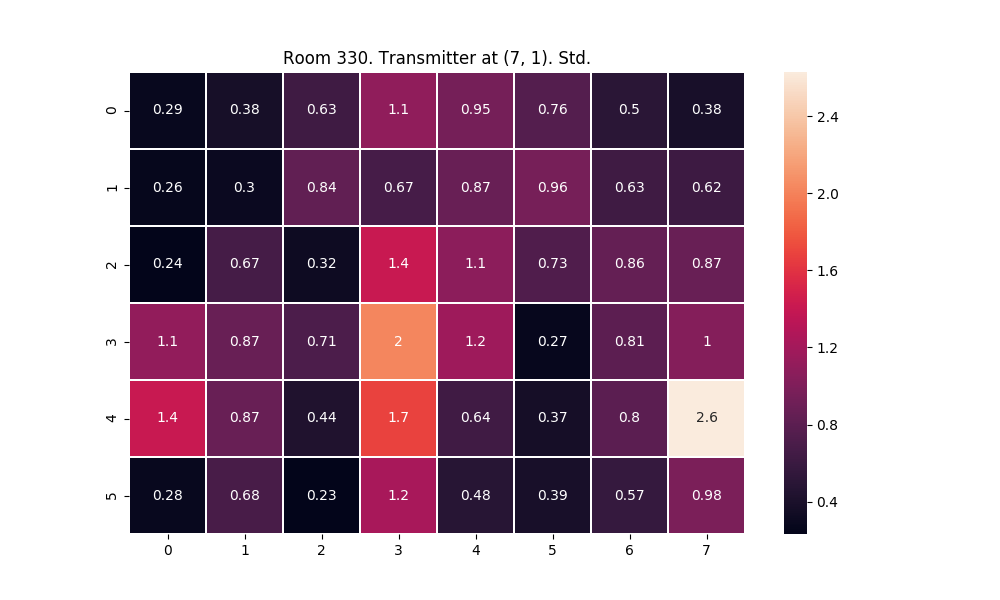 Room 330. Transmitter at (7, 1). Std.
0 0.29 0.38 0.63 1.1 0.95 0.76 0.5 0.38
1 0.26 0.3 0.84 0.67 0.87 0.96 0.63 0.62
2 0.24 0.67 0.32 1.4 1.1 0.73 0.86 0.87
3 1.1 0.87 0.71 2 1.2 0.27 0.81 1
4 1.4 0.87 0.44 1.7 0.64 0.37 0.8 2.6
5 0.28 0.68 0.23 1.2 0.48 0.39 0.57 0.98
0 1 2 3 4 5 6 7
2.4
2.0
1.6
1.2
0.8
0.4